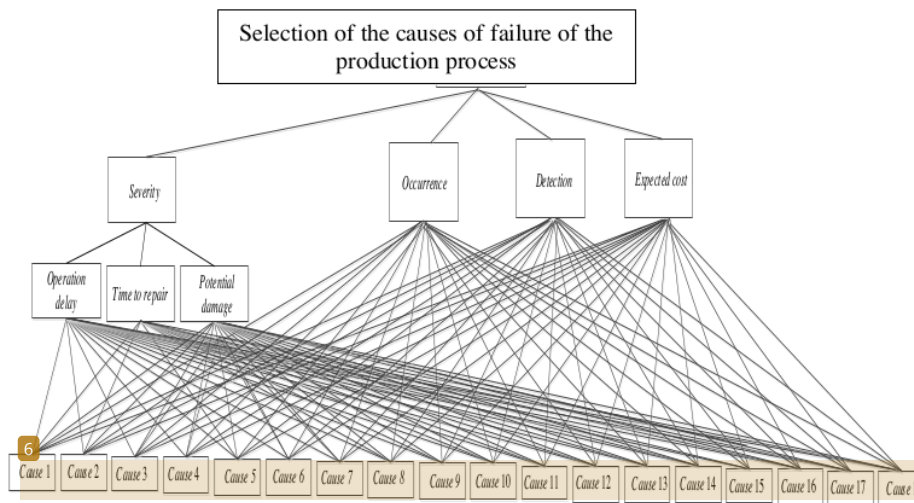 Selection of the causes of failure of the
production process
Severity
Occurrence
Detection
Expected cost
Operation
delay
Time to repair
Potential
damage
6
Cause 1
Cause 2
Cause 3
Cause 4
Cause 5
Cause 6
Cause 7
Cause 8
Cause 9
Cause 10
Cause 11
Cause 12
Cause 13
Cause 14
Cause 15
Cause 16
Cause 17
Cause